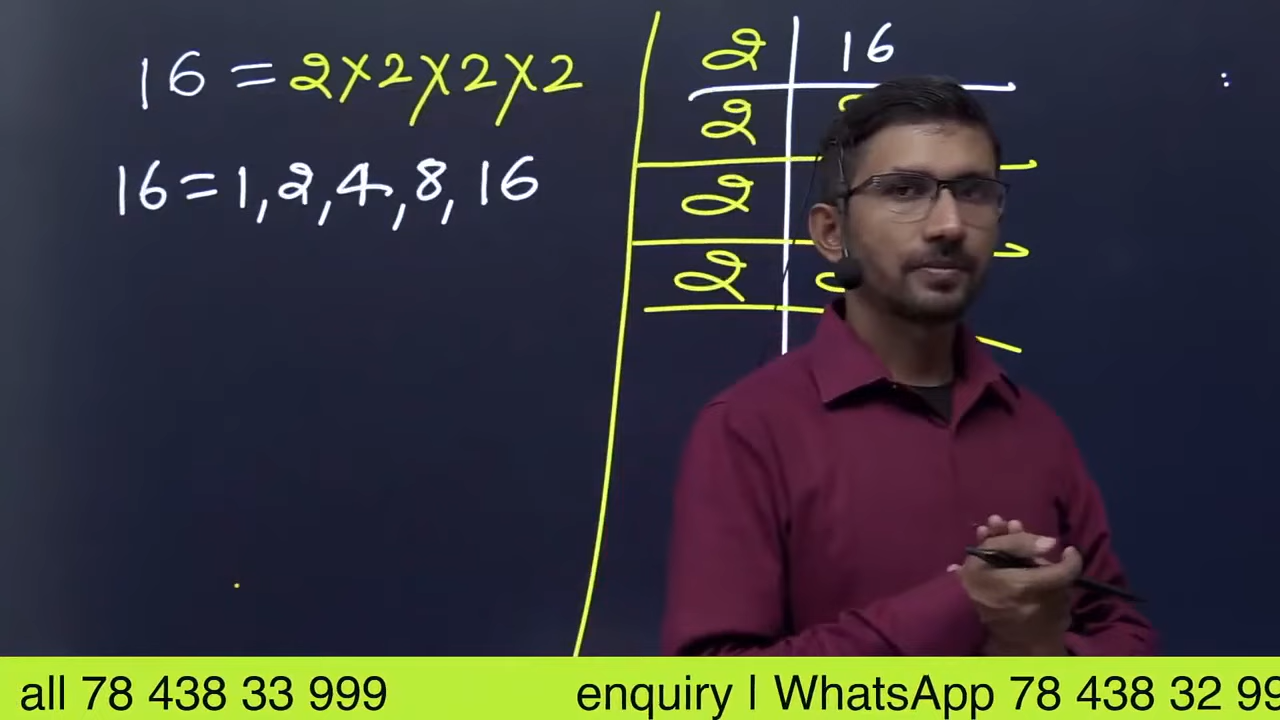 16 = 2×2×2×2
16 = 1, 2, 4, 8, 16
2 16
2
2
2
all 78 438 33 999 enquiry | WhatsApp 78 438 32 99